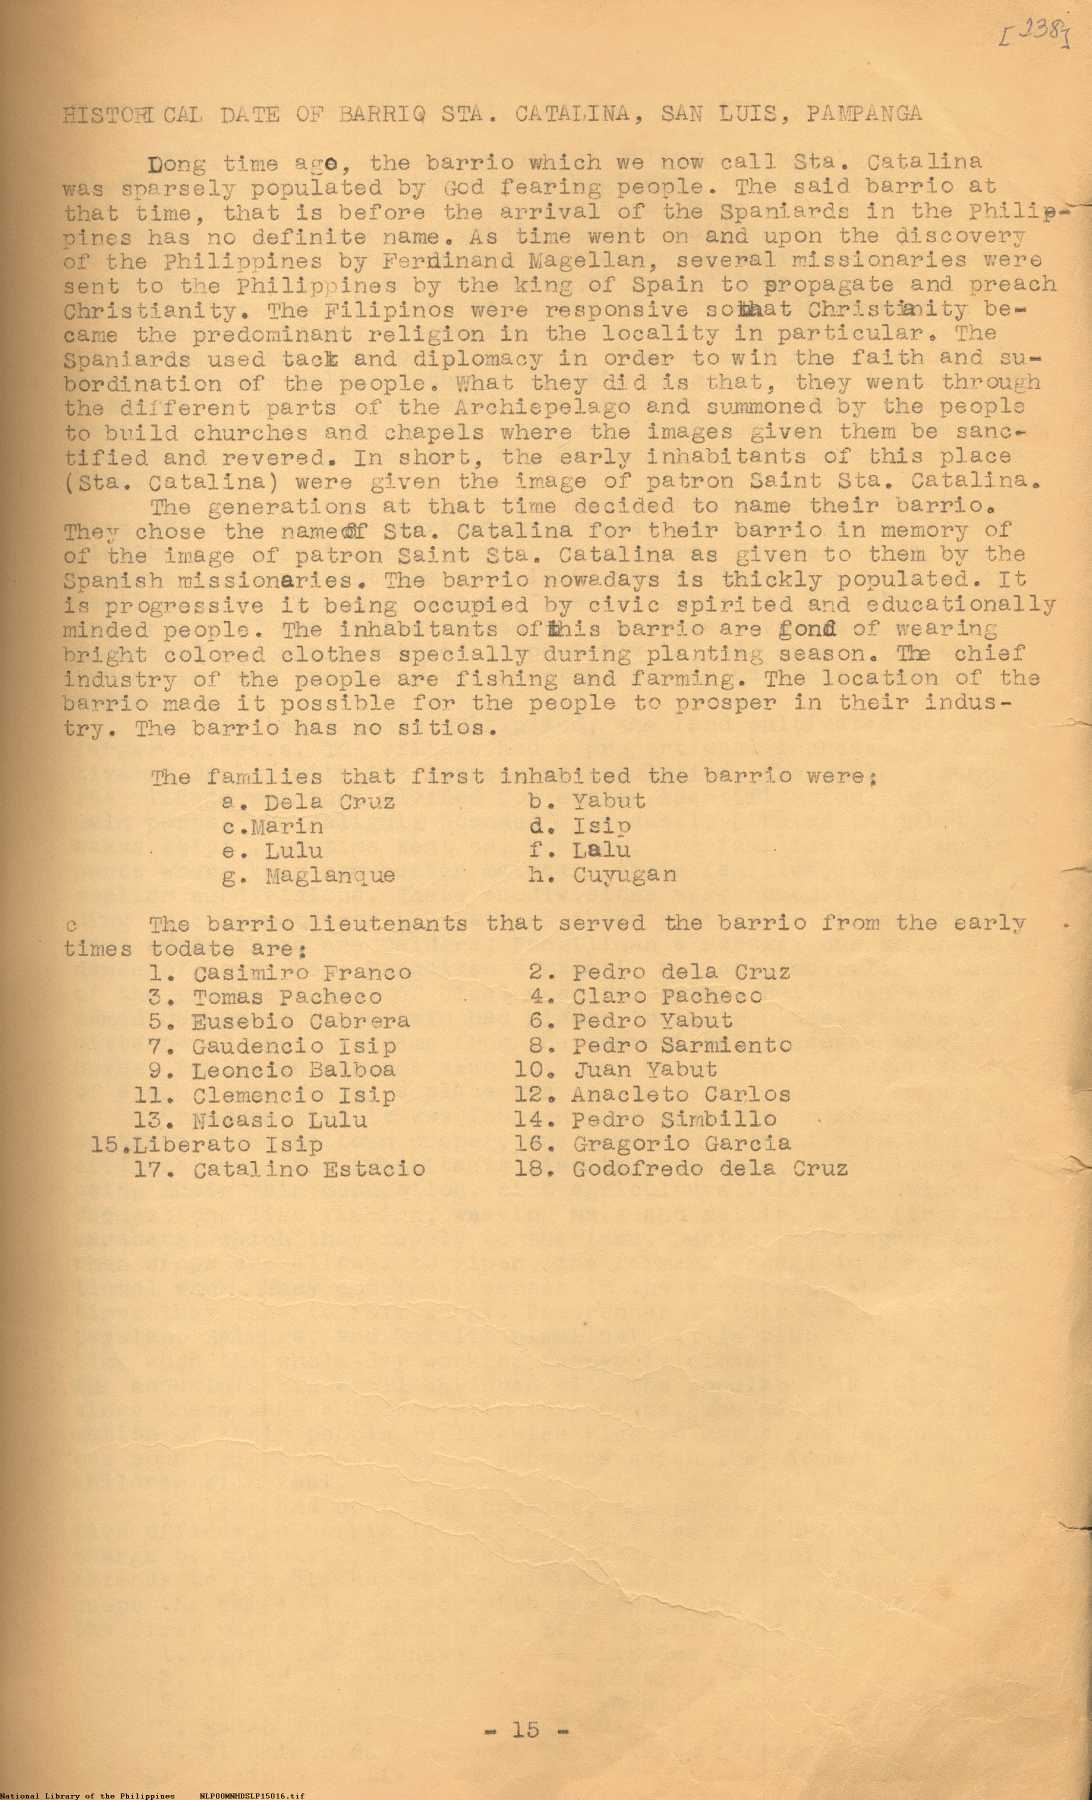 [238]
HISTORICAL DATE OF BARRIO STA. CATALINA, SAN LUIS, PAMPANGA
Long time ago, the barrio which we now call Sta. Catalina
was sparsely populated by God fearing people. The said barrio at
that time, that is before the arrival of the Spaniards in the Philip-
pines has no definite name. As time went on and upon the discovery
of the Philippines by Ferdinand Magellan, several missionaries were
sent to the Philippines by the king of Spain to propagate and preach
Christianity. The Filipinos were responsive so that Christianity be-
came the predominant religion in the locality in particular. The
Spaniards used tack and diplomacy in order to win the faith and su-
bordination of the people. What they did is that, they went through
the different parts of the Archiepelago and summoned by the people
to build churches and chapels where the images given them be sanc-
tified and revered. In short, the early inhabitants of this place
(Sta. Catalina) were given the image of patron Saint Sta. Catalina.
The generations at that time decided to name their barrio.
They chose the name of Sta. Catalina for their barrio in memory of
of the image of patron Saint Sta. Catalina as given to them by the
Spanish missionaries. The barrio nowadays is thickly populated. It
is progressive it being occupied by civic spirited and educationally
minded people. The inhabitants of this barrio are fond of wearing
bright colored clothes specially during planting season. The chief
industry of the people are fishing and farming. The location of the
barrio made it possible for the people to prosper in their indus-
try. The barrio has no sitios.
The families that first inhabited the barrio were;
a. Dela Cruz b. Yabut
c.Marin d. Isip
e. Lulu f. Lalu
g. Maglanque h. Cuyugan
c The barrio lieutenants that served the barrio from the early
times todate are;
1. Casimiro Franco 2. Pedro dela Cruz
3. Tomas Pacheco 4. Claro Pacheco
5. Eusebio Cabrera 6. Pedro Yabut
7. Gaudencio Isip 8. Pedro Sarmiento
9. Leoncio Balboa 10. Juan Yabut
11. Clemencio Isip 12. Anacleto Carlos
13. Nicasio Lulu 14. Pedro Simbillo
15.Liberato Isip 16. Gragorio Garcia
17. Catalino Estacio 18. Godofredo dela Cruz
- 15 -
National Library of the Philippines NLPOOMNHDSLP15016.tif